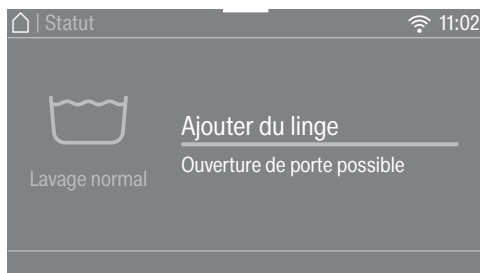 | Statut
11:02
Ajouter du linge
Ouverture de porte possible
Lavage normal